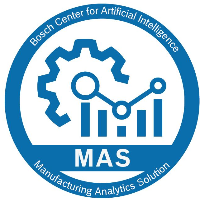 Bosch Center for Artificial Intelligence
MAS
Manufacturing Analytics Solution